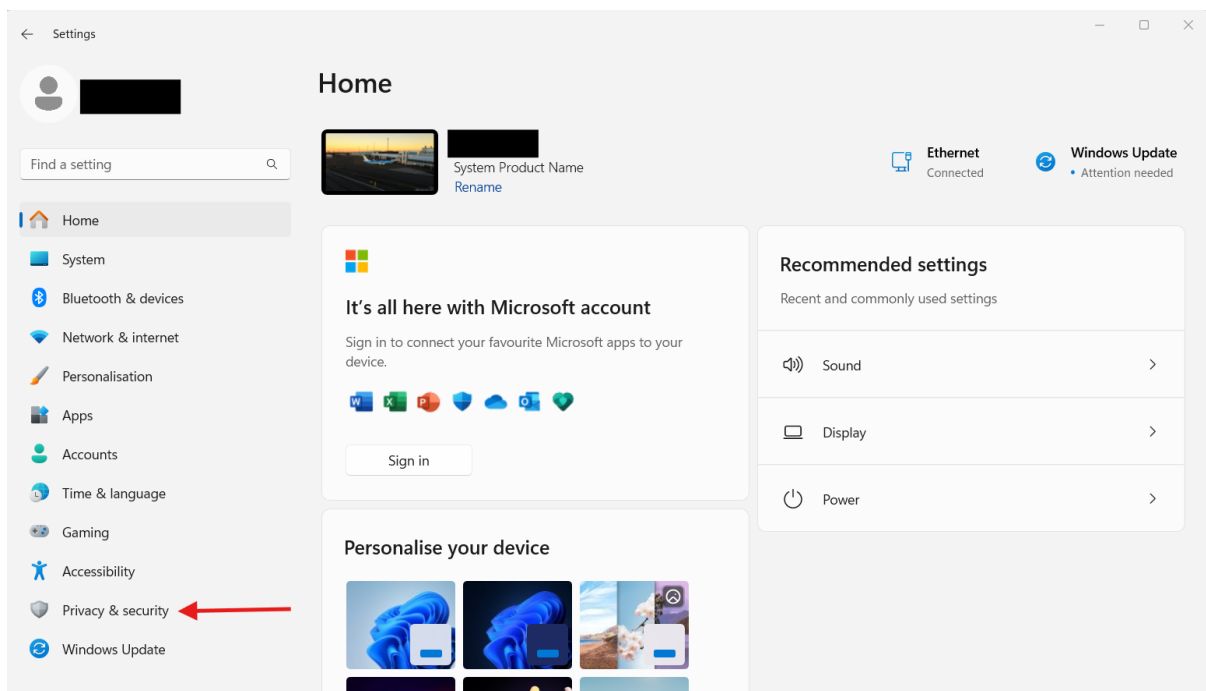 Settings
Home
System Product Name
Rename
Ethernet
Connected
Windows Update
Attention needed
Find a setting
Home
System
Bluetooth & devices
Network & internet
Personalisation
Apps
Accounts
Time & language
Gaming
Accessibility
Privacy & security
Windows Update
It's all here with Microsoft account
Sign in to connect your favourite Microsoft apps to your
device.
Sign in
Personalise your device
Recommended settings
Recent and commonly used settings
Sound
Display
Power